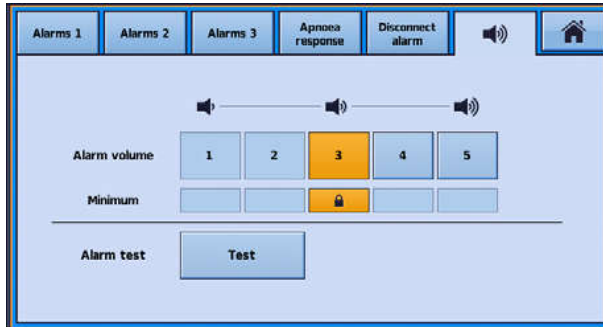 Alarms 1
Alarms 2
Alarms 3
Apnoea
response
Disconnect
alarm
Alarm volume
1 2 3 4 5
Minimum
Alarm test
Test